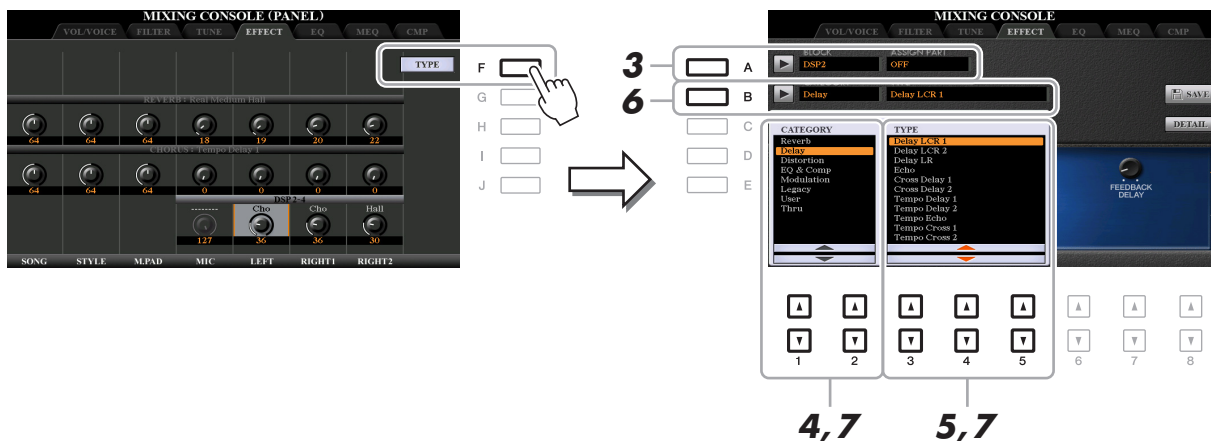 MIXING CONSOLE (PANEL)
VOL/VOICE FILTER TUNE EFFECT EQ MEQ CMP
TYPE
F
G
H
I
J
REVERB : Real Medium Hall
64 64 64 18 19 20 22
CHORUS : Tempo Delay 1
64 64 64 0 0 0 0
DSP 2-4
-------- Cho Cho Hall
127 36 36 30
SONG STYLE M.PAD MIC LEFT RIGHT1 RIGHT2
3
6
A
B
C
D
E
MIXING CONSOLE
VOL/VOICE FILTER TUNE EFFECT EQ MEQ CMP
BLOCK ASSIGN PART
DSP2 OFF
Delay Delay LCR 1
SAVE
DETAIL
CATEGORY
Reverb
Delay
Distortion
EQ & Comp
Modulation
Legacy
User
Thru
TYPE
Delay LCR 1
Delay LCR 2
Delay LR
Echo
Cross Delay 1
Cross Delay 2
Tempo Delay 1
Tempo Delay 2
Tempo Echo
Tempo Cross 1
Tempo Cross 2
FEEDBACK
DELAY
1 2 3 4 5 6 7 8
4,7 5,7